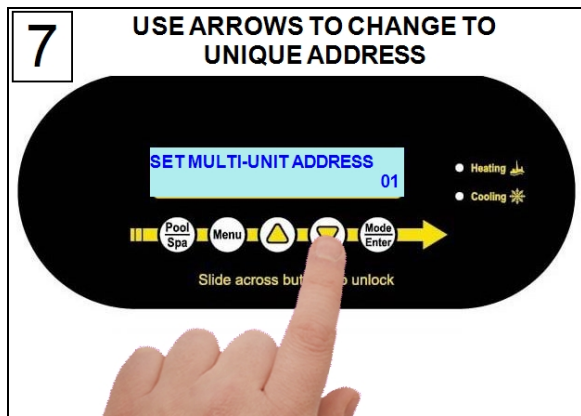 7
USE ARROWS TO CHANGE TO
UNIQUE ADDRESS
SET MULTI-UNIT ADDRESS
01
Heating
Cooling
Pool
Spa
Menu
Mode
Enter
Slide across but o unlock